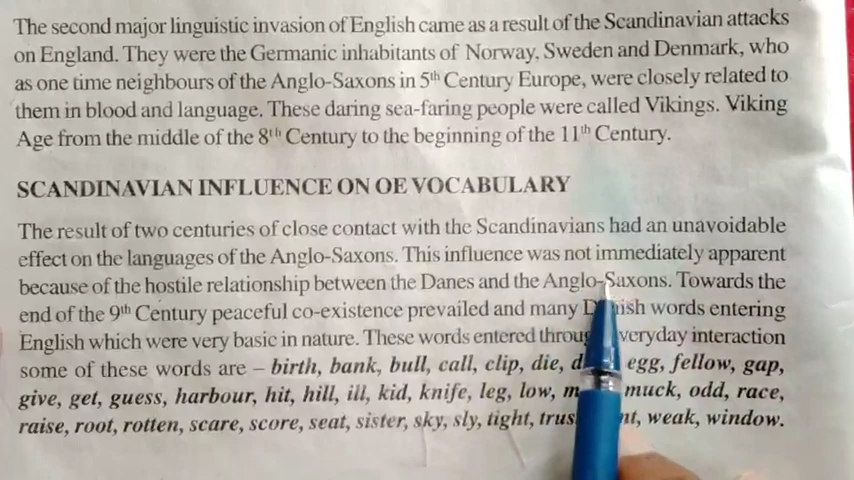 The second major linguistic invasion of English came as a result of the Scandinavian attacks
on England. They were the Germanic inhabitants of Norway, Sweden and Denmark, who
as one time neighbours of the Anglo-Saxons in 5th Century Europe, were closely related to
them in blood and language. These daring sea-faring people were called Vikings. Viking
Age from the middle of the 8th Century to the beginning of the 11th Century.
SCANDINAVIAN INFLUENCE ON OE VOCABULARY
The result of two centuries of close contact with the Scandinavians had an unavoidable
effect on the languages of the Anglo-Saxons. This influence was not immediately apparent
because of the hostile relationship between the Danes and the Anglo-Saxons. Towards the
end of the 9th Century peaceful co-existence prevailed and many Danish words entering
English which were very basic in nature. These words entered through everyday interaction
some of these words are – birth, bank, bull, call, clip, die, egg, fellow, gap,
give, get, guess, harbour, hit, hill, ill, kid, knife, leg, low, muck, odd, race,
raise, root, rotten, scare, score, seat, sister, sky, sly, tight, trust, weak, window.